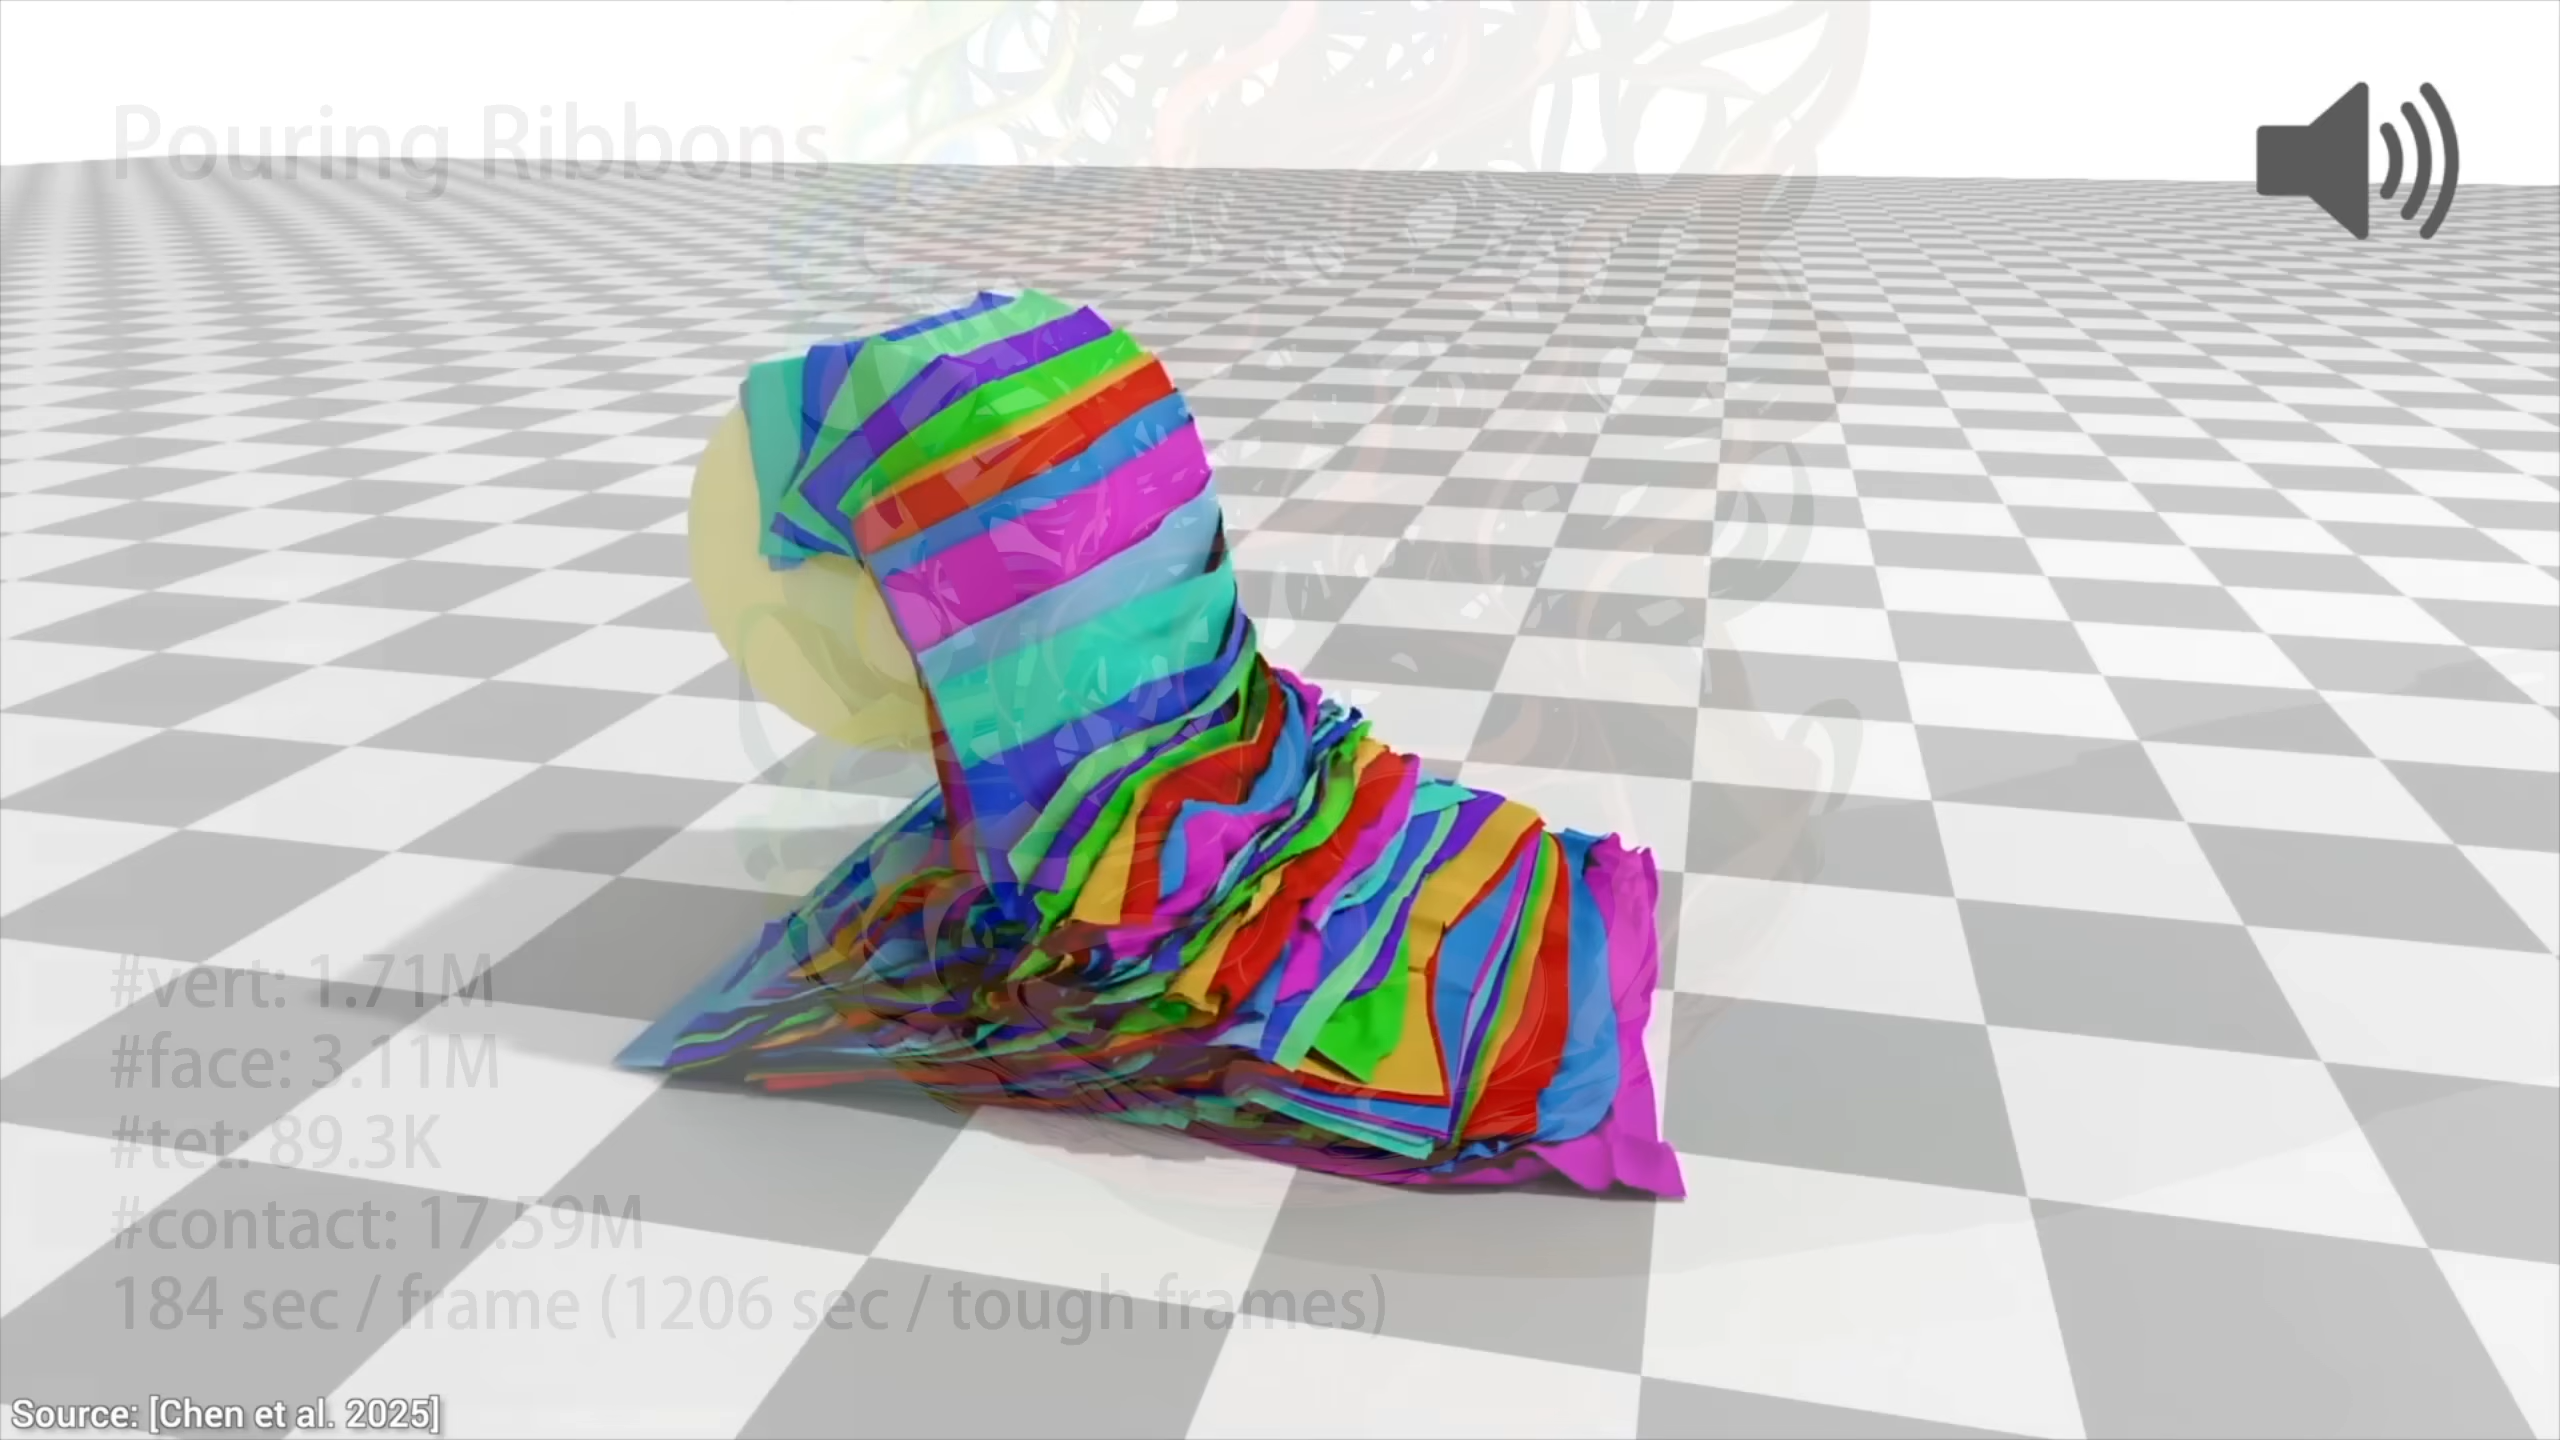 Pouring Ribbons
#vert: 1.71M
#face: 3.11M
#tet: 89.3K
#contact: 17.59M
184 sec / frame (1206 sec / tough frames)
Source: [Chen et al. 2025]